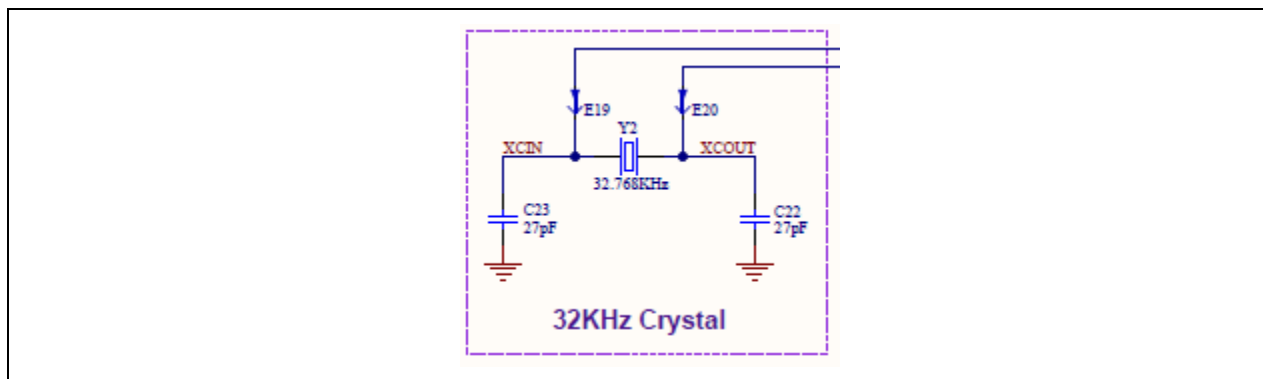 E19
E20
Y2
XCIN
XCOUT
32.768KHz
C23
27pF
C22
27pF
32KHz Crystal